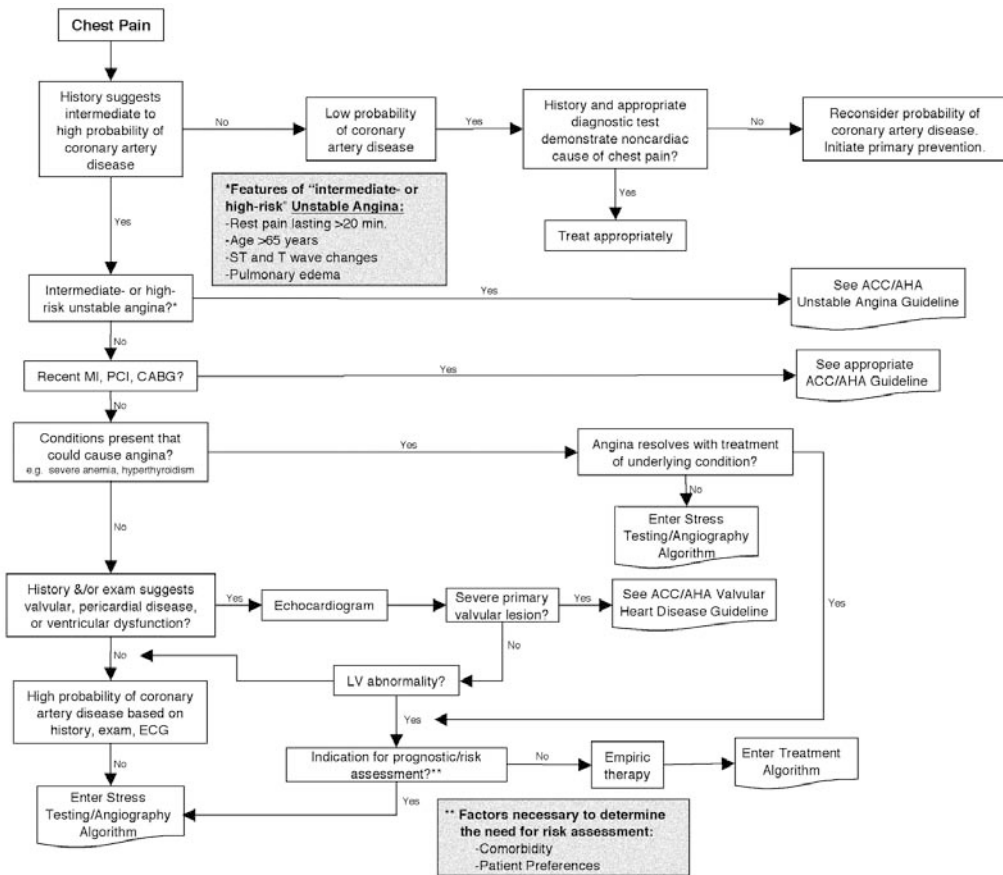 Chest Pain
History suggests
intermediate to
high probability of
coronary artery
disease
No
Low probability
of coronary
artery disease
Yes
History and appropriate
diagnostic test
demonstrate noncardiac
cause of chest pain?
No
Reconsider probability of
coronary artery disease.
Initiate primary prevention.
Yes
*Features of “intermediate- or
high-risk” Unstable Angina:
-Rest pain lasting >20 min.
-Age >65 years
-ST and T wave changes
-Pulmonary edema
Treat appropriately
Intermediate- or high-
risk unstable angina?*
Yes
See ACC/AHA
Unstable Angina Guideline
No
Recent MI, PCI, CABG?
Yes
See appropriate
ACC/AHA Guideline
No
Conditions present that
could cause angina?
e.g. severe anemia, hyperthyroidism
Yes
Angina resolves with treatment
of underlying condition?
No
Enter Stress
Testing/Angiography
Algorithm
Yes
No
History &/or exam suggests
valvular, pericardial disease,
or ventricular dysfunction?
Yes
Echocardiogram
Severe primary
valvular lesion?
Yes
See ACC/AHA Valvular
Heart Disease Guideline
No
No
LV abnormality?
Yes
High probability of coronary
artery disease based on
history, exam, ECG
No
Indication for prognostic/risk
assessment?**
No
Empiric
therapy
Enter Treatment
Algorithm
Yes
Enter Stress
Testing/Angiography
Algorithm
** Factors necessary to determine
the need for risk assessment:
-Comorbidity
-Patient Preferences